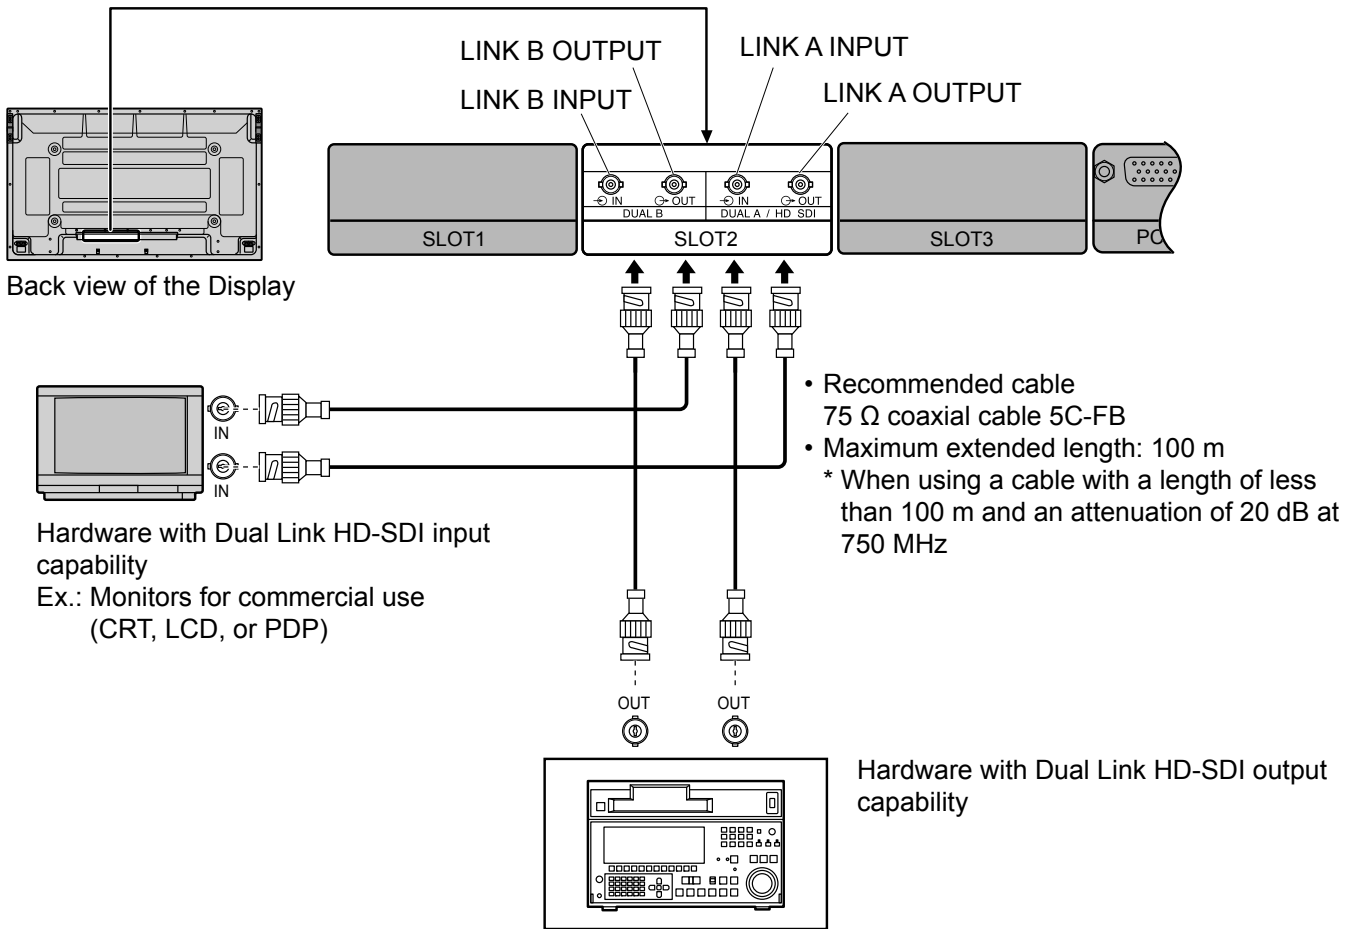 LINK B OUTPUT
LINK A INPUT
LINK B INPUT
LINK A OUTPUT
IN
OUT
IN
OUT
DUAL B
DUAL A / HD SDI
SLOT1
SLOT2
SLOT3
PC
Back view of the Display
IN
IN
• Recommended cable
75 Ω coaxial cable 5C-FB
• Maximum extended length: 100 m
* When using a cable with a length of less
than 100 m and an attenuation of 20 dB at
750 MHz
Hardware with Dual Link HD-SDI input
capability
Ex.: Monitors for commercial use
(CRT, LCD, or PDP)
OUT
OUT
Hardware with Dual Link HD-SDI output
capability